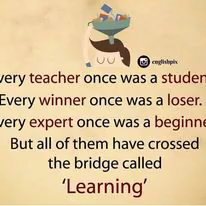 englishpix
very teacher once was a studen
Every winner once was a loser.
very expert once was a beginne
But all of them have crossed
the bridge called
‘Learning’